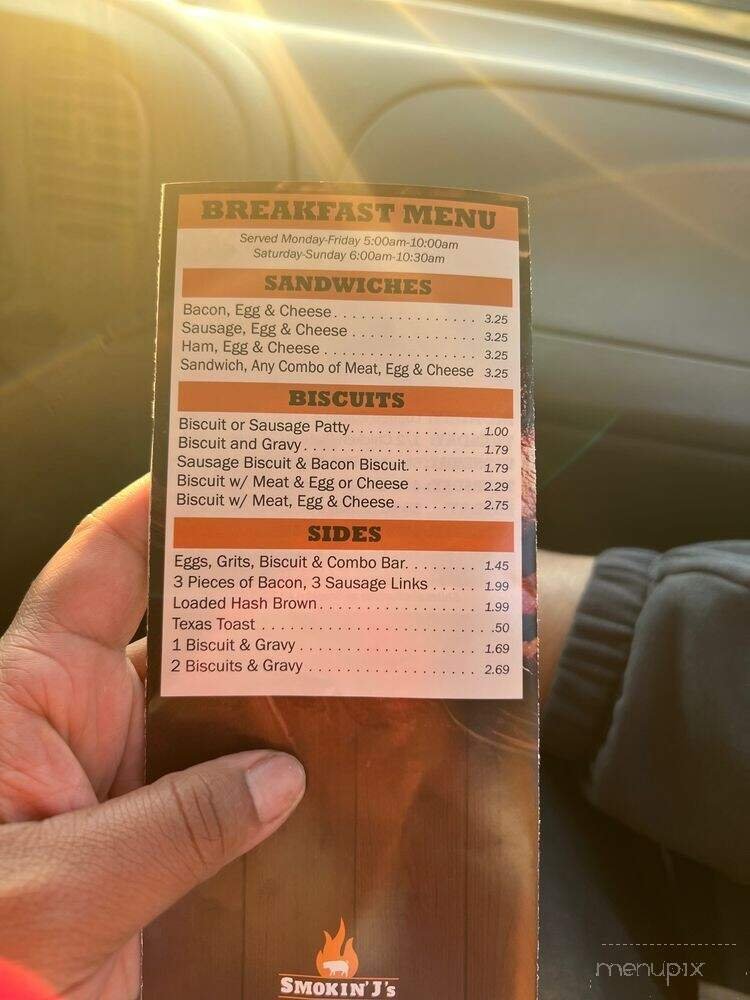 BREAKFAST MENU
Served Monday-Friday 5:00am-10:00am
Saturday-Sunday 6:00am-10:30am
SANDWICHES
Bacon, Egg & Cheese . . . . . . . . . . . . . . . . 3.25
Sausage, Egg & Cheese . . . . . . . . . . . . . . 3.25
Ham, Egg & Cheese . . . . . . . . . . . . . . . . . 3.25
Sandwich, Any Combo of Meat, Egg & Cheese 3.25
BISCUITS
Biscuit or Sausage Patty. . . . . . . . . . . . . . 1.00
Biscuit and Gravy . . . . . . . . . . . . . . . . . . . 1.79
Sausage Biscuit & Bacon Biscuit. . . . . . . . 1.79
Biscuit w/ Meat & Egg or Cheese . . . . . . . 2.29
Biscuit w/ Meat, Egg & Cheese. . . . . . . . . 2.75
SIDES
Eggs, Grits, Biscuit & Combo Bar. . . . . . . . 1.45
3 Pieces of Bacon, 3 Sausage Links . . . . . 1.99
Loaded Hash Brown. . . . . . . . . . . . . . . . . 1.99
Texas Toast . . . . . . . . . . . . . . . . . . . . . . . .50
1 Biscuit & Gravy . . . . . . . . . . . . . . . . . . . 1.69
2 Biscuits & Gravy . . . . . . . . . . . . . . . . . . 2.69
SMOKIN' J's
menupix